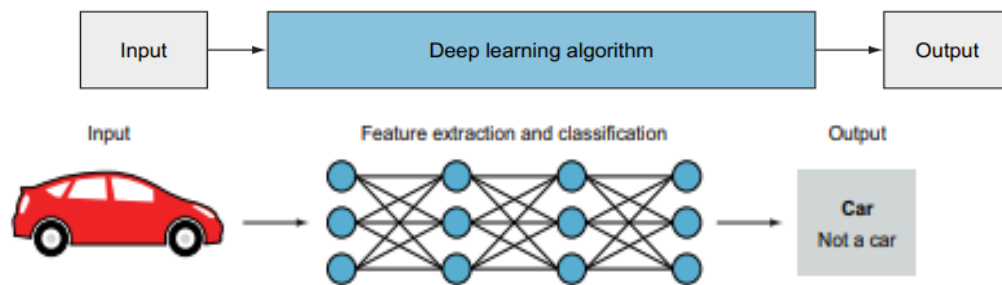 Input
Deep learning algorithm
Output
Input
Feature extraction and classification
Output
Car
Not a car